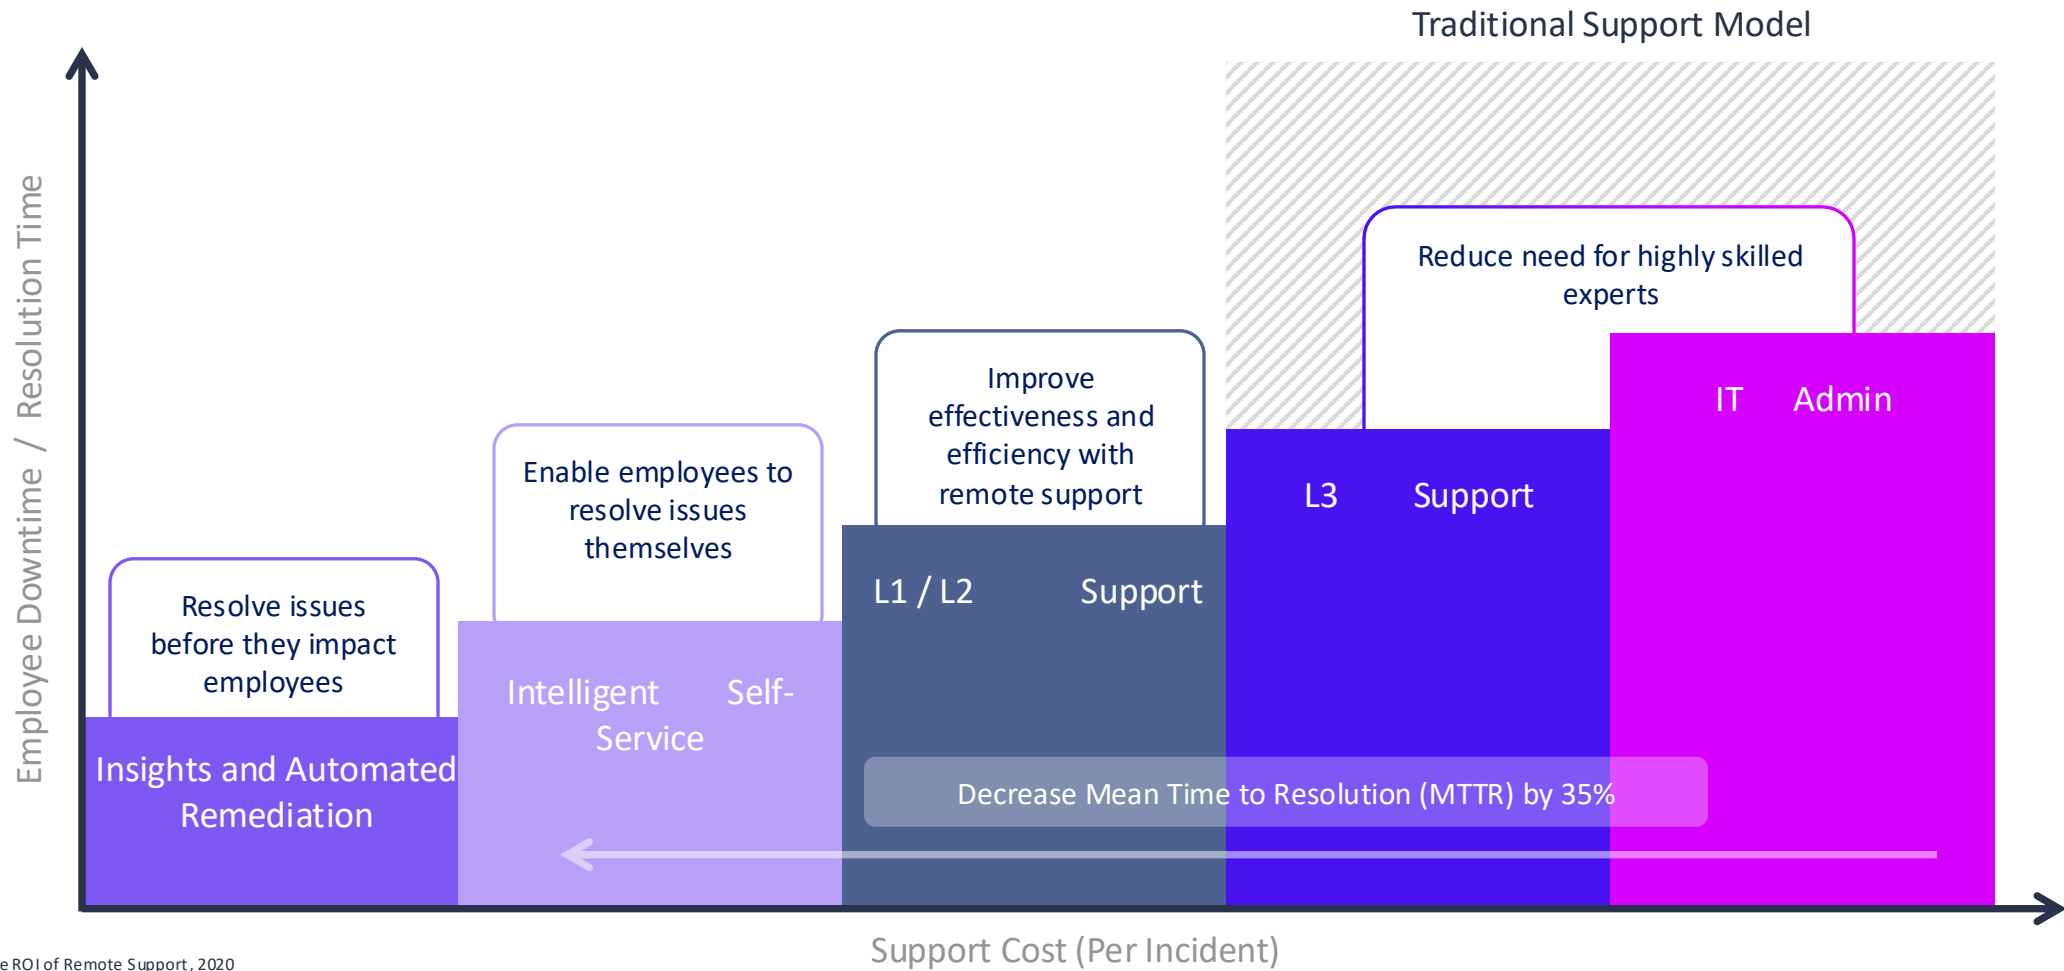 Traditional Support Model
Employee Downtime / Resolution Time
Reduce need for highly skilled
experts
Improve
effectiveness and
efficiency with
remote support
IT Admin
Enable employees to
resolve issues
themselves
L3 Support
Resolve issues
before they impact
employees
L1 / L2 Support
Intelligent Self-
Service
Insights and Automated
Remediation
Decrease Mean Time to Resolution (MTTR) by 35%
Support Cost (Per Incident)
ROI of Remote Support, 2020